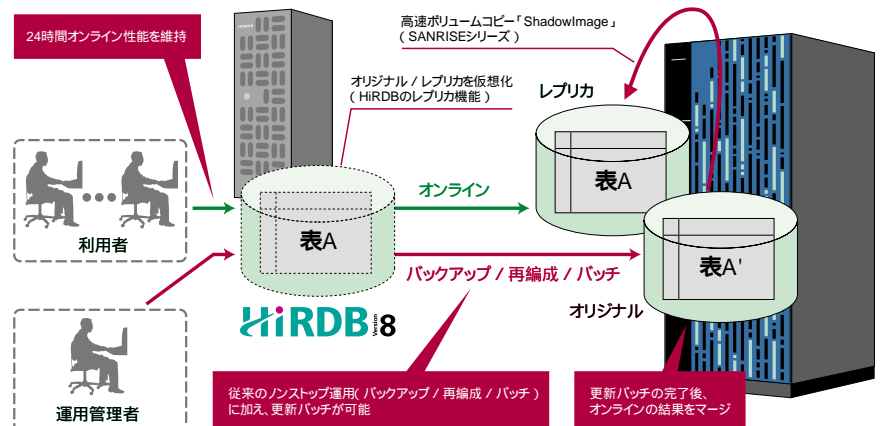 24時間オンライン性能を維持
高速ボリュームコピー「ShadowImage」
（SANRISEシリーズ）
オリジナル / レプリカを仮想化
（HiRDBのレプリカ機能）
レプリカ
表A
オンライン
利用者
表A
表A'
バックアップ / 再編成 / バッチ
オリジナル
HiRDB Version 8
運用管理者
従来のノンストップ運用（バックアップ / 再編成 / バッチ）
に加え、更新バッチが可能
更新バッチの完了後、
オンラインの結果をマージ